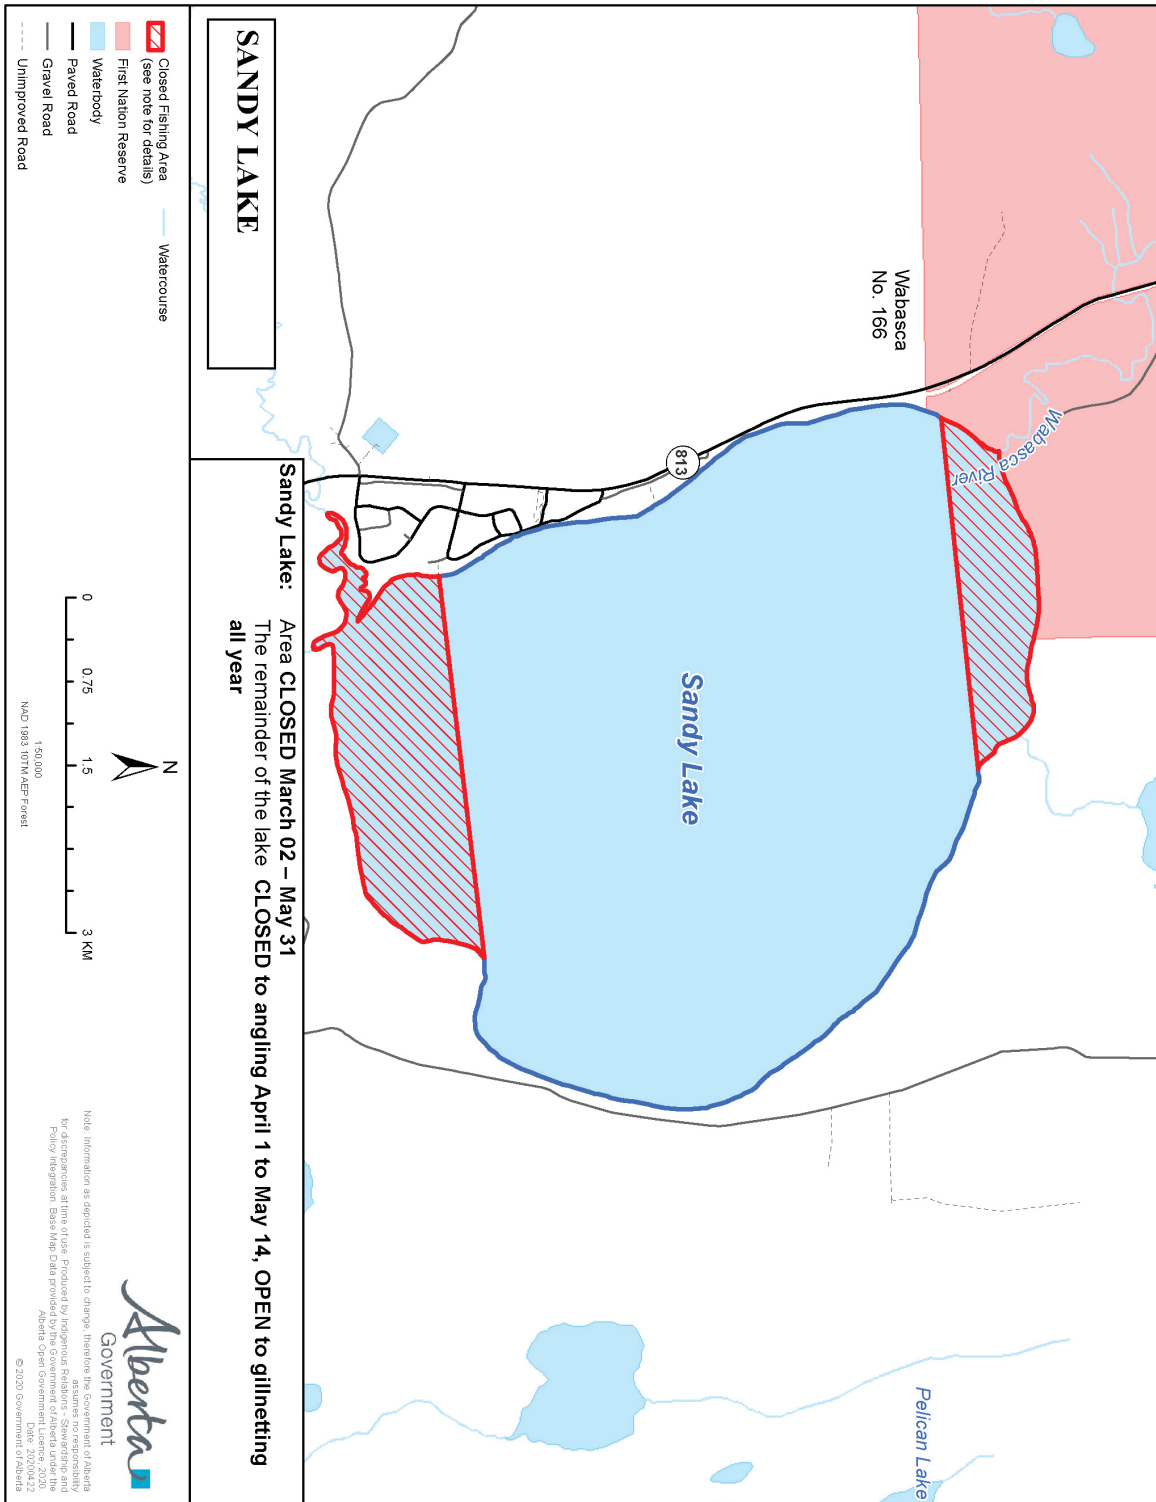 Wabasca
No. 166
Wabasca River
813
Sandy Lake
Pelican Lake
SANDY LAKE
Sandy Lake: Area CLOSED March 02 – May 31
The remainder of the lake CLOSED to angling April 1 to May 14, OPEN to gillnetting
all year
Closed Fishing Area
(see note for details)
First Nation Reserve
Waterbody
Paved Road
Gravel Road
Unimproved Road
Watercourse
N
0 0.75 1.5 3 KM
1:50,000
NAD 1983 10TM AEP Forest
Alberta
Government
Note: Information as depicted is subject to change, therefore the Government of Alberta
assumes no responsibility
for discrepancies at time of use. Produced by Indigenous Relations - Stewardship and
Policy Integration. Base Map Data provided by the Government of Alberta under the
Alberta Open Government Licence, 2020.
Date: 20200422
© 2020 Government of Alberta